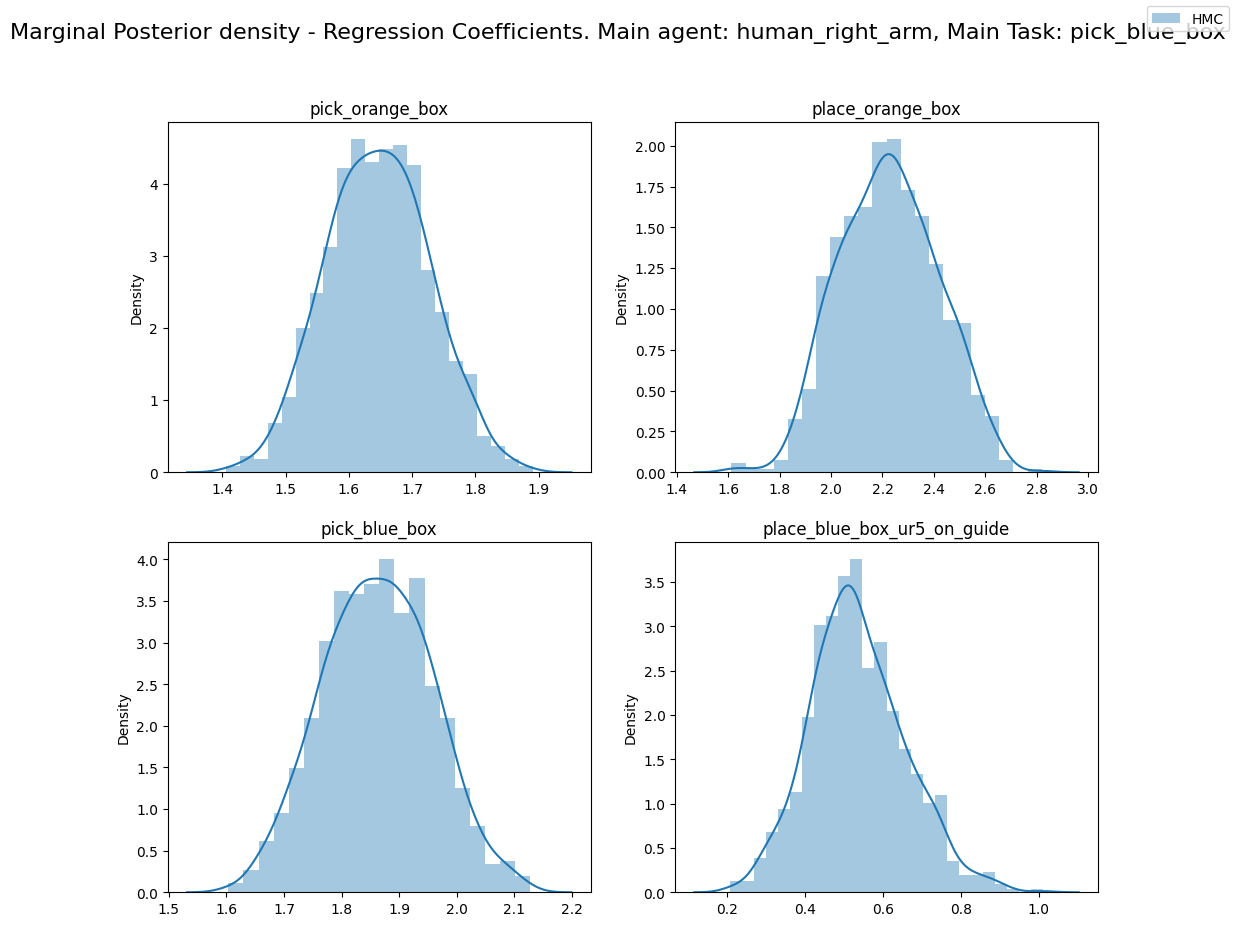 HMC
Marginal Posterior density - Regression Coefficients. Main agent: human_right_arm, Main Task: pick_blue_box
pick_orange_box
Density
4
3
2
1
0
1.4 1.5 1.6 1.7 1.8 1.9
place_orange_box
Density
2.00
1.75
1.50
1.25
1.00
0.75
0.50
0.25
0.00
1.4 1.6 1.8 2.0 2.2 2.4 2.6 2.8 3.0
pick_blue_box
Density
4.0
3.5
3.0
2.5
2.0
1.5
1.0
0.5
0.0
1.5 1.6 1.7 1.8 1.9 2.0 2.1 2.2
place_blue_box_ur5_on_guide
Density
3.5
3.0
2.5
2.0
1.5
1.0
0.5
0.0
0.2 0.4 0.6 0.8 1.0